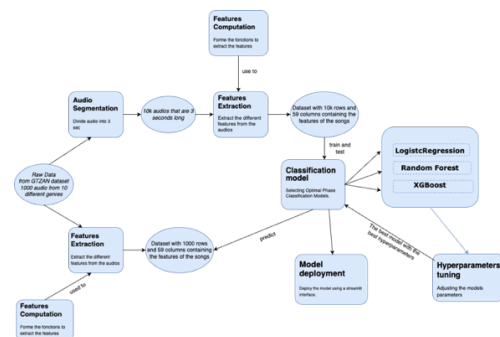 Features
Computation
Forme the fonctions to
extract the features
use to
Audio
Segmentation
Divide audio into 3
sec
10k audios that are 3
seconds long
Features
Extraction
Extract the different
features from the
audios
Dataset with 10k rows and
59 columns containing
the features of the songs
train and
test
Raw Data
from GTZAN dataset
1000 audio from 10
different genres
Classification
model
Selecting Optimal Phase
Classification Models.
LogistcRegression
Random Forest
XGBoost
Features
Extraction
Extract the different
features from the audios
Dataset with 1000 rows
and 59 columns containing
the features of the songs
predict
The best model with the
best hyperparameters
used to
Features
Computation
Forme the fonctions to
extract the features
Model
deployment
Deploy the model using a streamlit
interface.
Hyperparameters
tuning
Adjusting the models
parameters